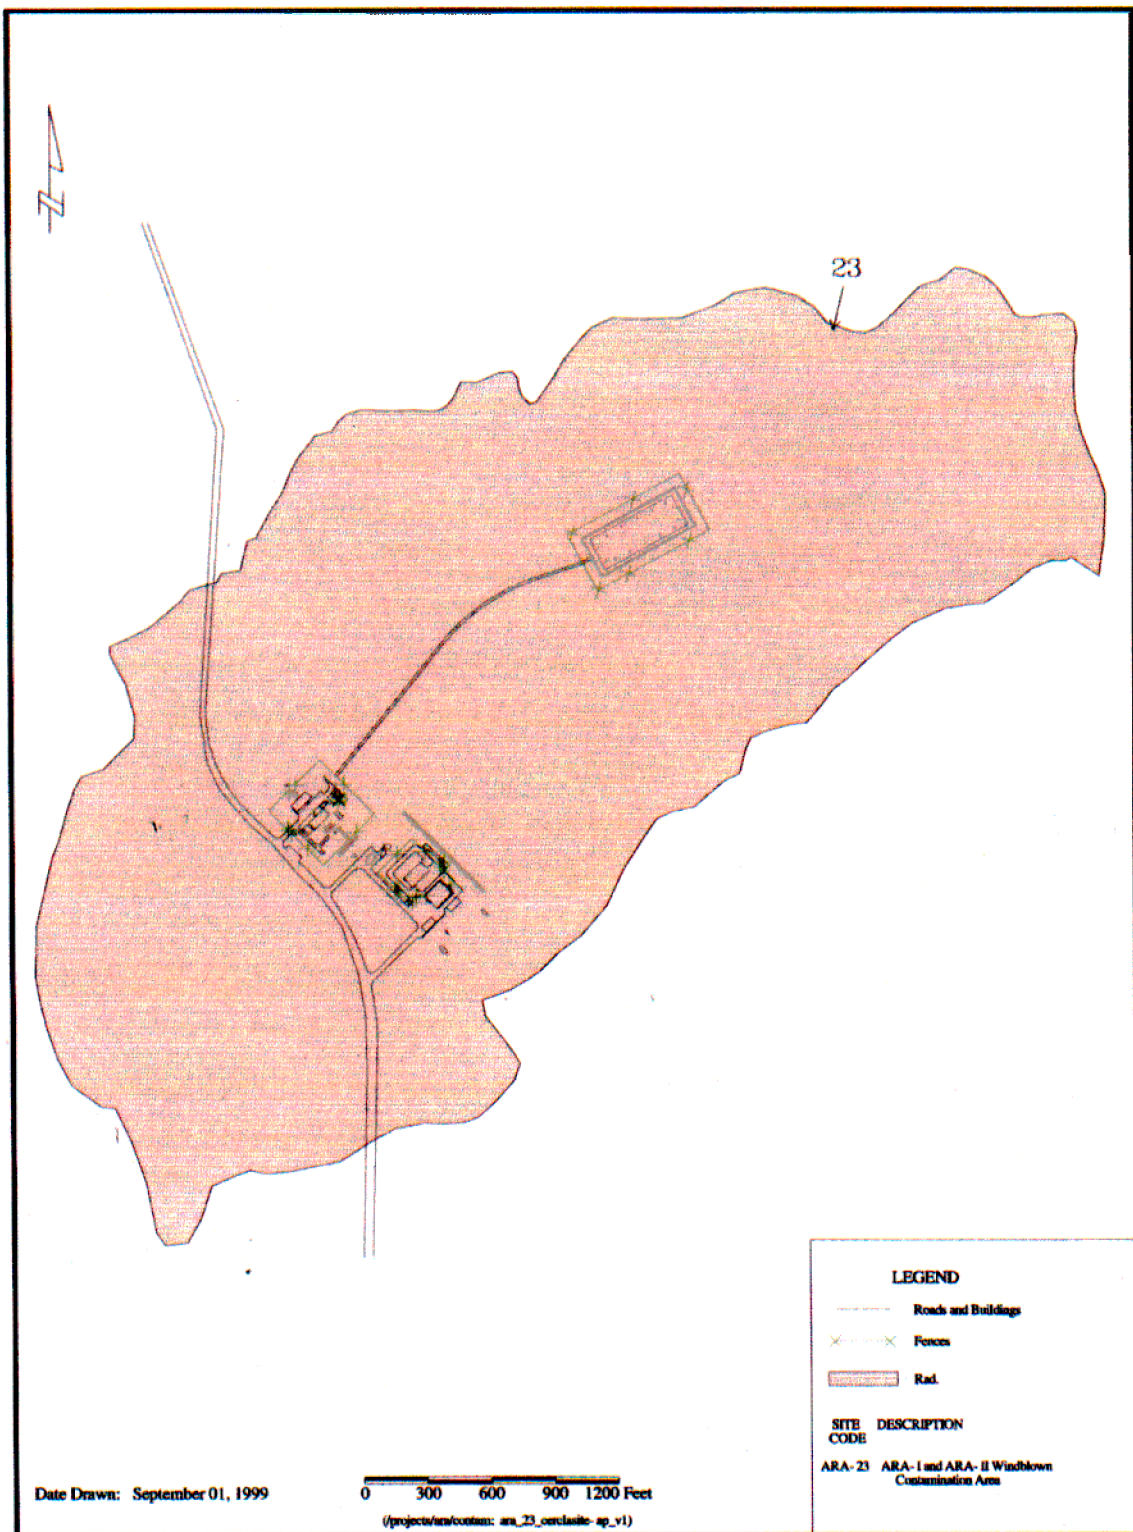 N
23
LEGEND
Roads and Buildings
Fences
Rad.
SITE DESCRIPTION
CODE
ARA-23 ARA-I and ARA-II Windblown
Contamination Area
Date Drawn: September 01, 1999
0 300 600 900 1200 Feet
(/projects/ara/contam: ara_23_cerclasite-ap_v1)